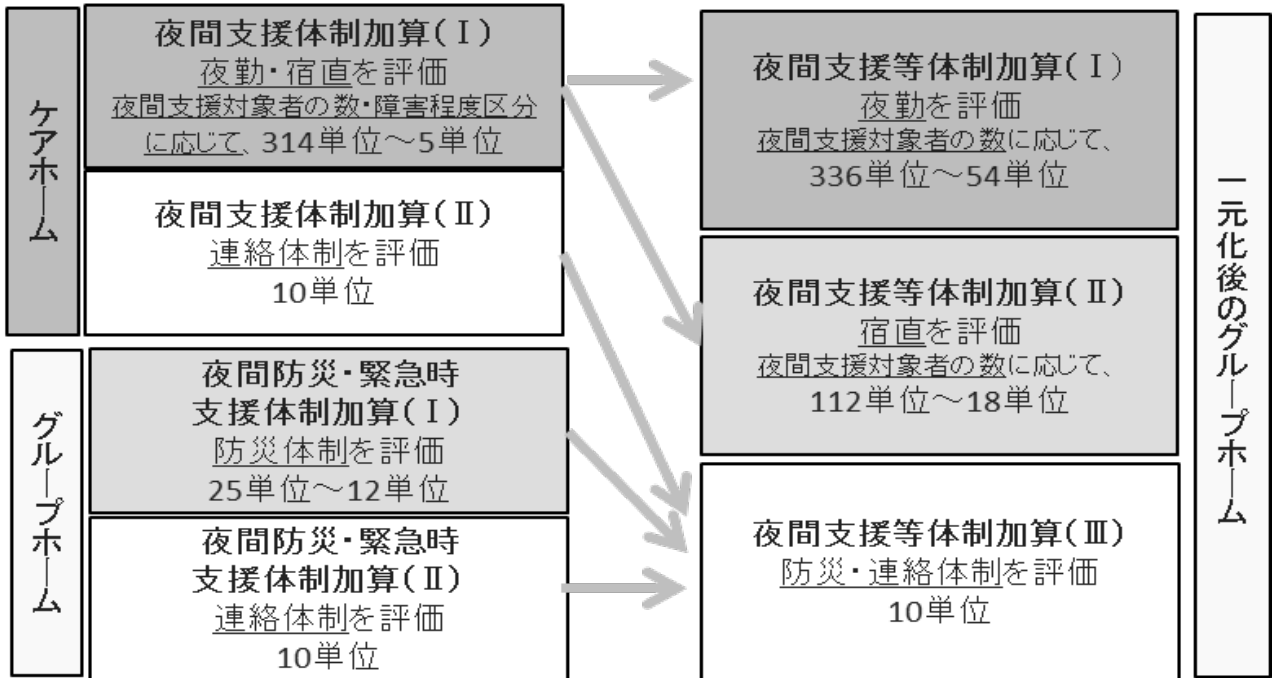 ケアホーム
夜間支援体制加算(Ⅰ)
夜勤・宿直を評価
夜間支援対象者の数・障害程度区分
に応じて、314単位～5単位
夜間支援体制加算(Ⅱ)
連絡体制を評価
10単位
グループホーム
夜間防災・緊急時
支援体制加算(Ⅰ)
防災体制を評価
25単位～12単位
夜間防災・緊急時
支援体制加算(Ⅱ)
連絡体制を評価
10単位
夜間支援等体制加算(Ⅰ)
夜勤を評価
夜間支援対象者の数に応じて、
336単位～54単位
夜間支援等体制加算(Ⅱ)
宿直を評価
夜間支援対象者の数に応じて、
112単位～18単位
夜間支援等体制加算(Ⅲ)
防災・連絡体制を評価
10単位
一元化後のグループホーム